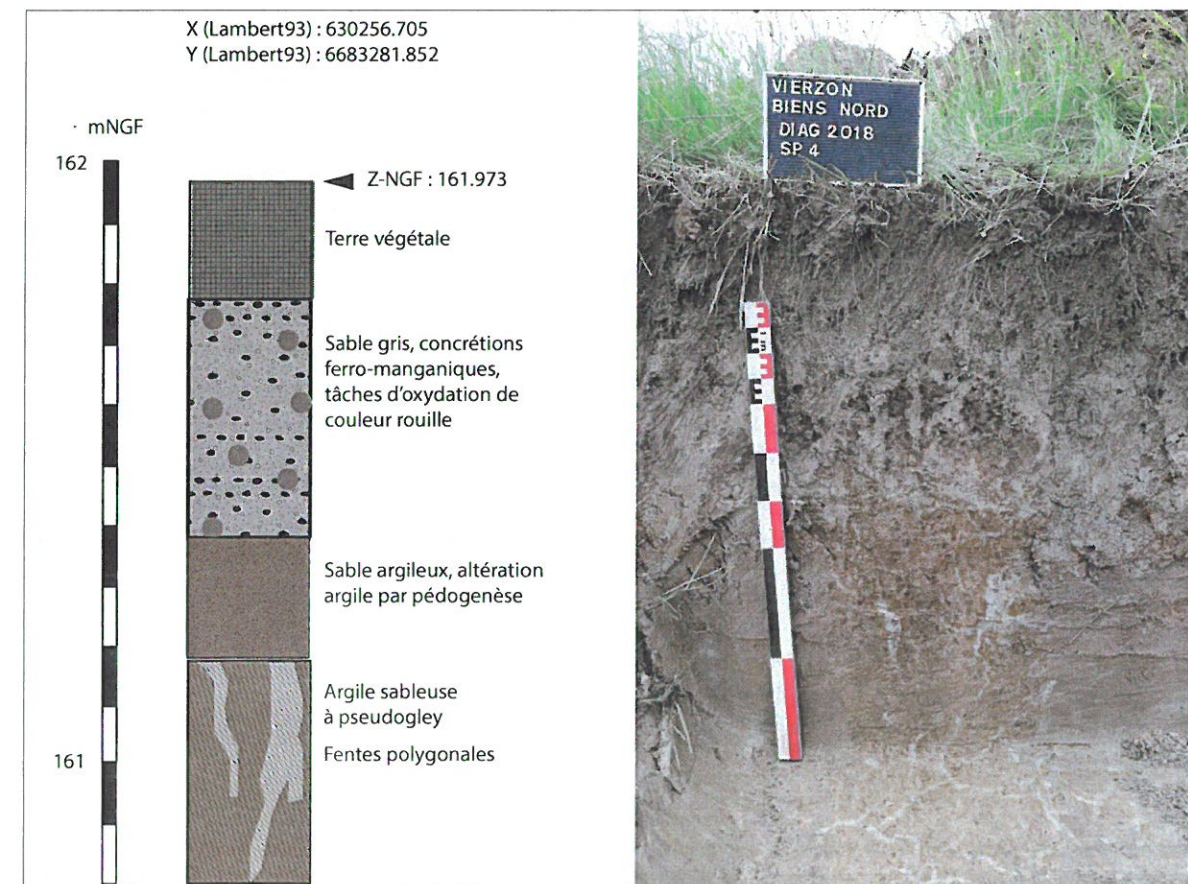 X (Lambert93) : 630256.705
Y (Lambert93) : 6683281.852
mNGF
162
Z-NGF : 161.973
Terre végétale
Sable gris, concrétions
ferro-manganiques,
tâches d'oxydation de
couleur rouille
Sable argileux, altération
argile par pédogenèse
Argile sableuse
à pseudogley
Fentes polygonales
161
VIERZON
BIENS NORD
DIAG 2018
SP 4